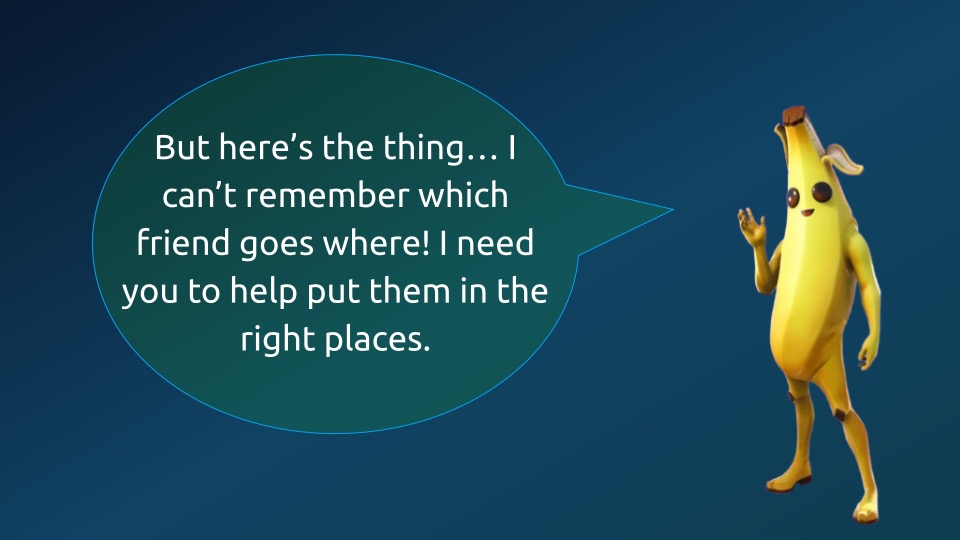 But here’s the thing… I
can’t remember which
friend goes where! I need
you to help put them in the
right places.